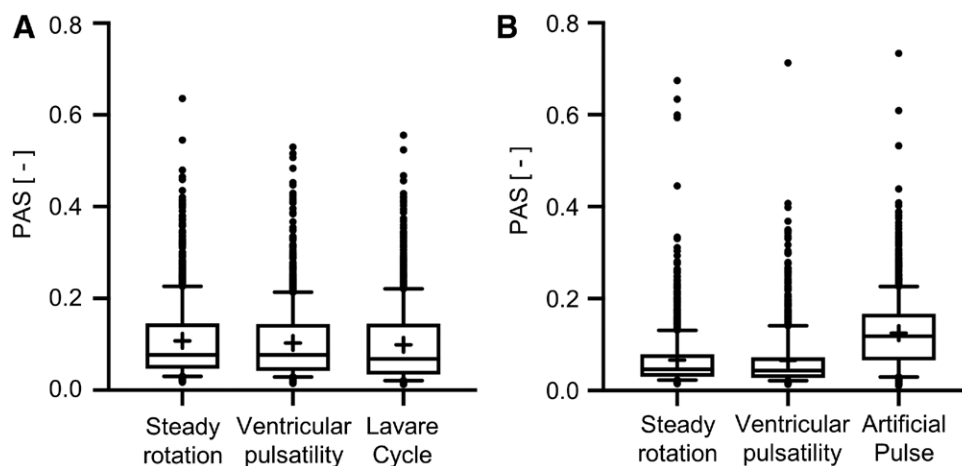 A
PAS [ - ]
0.8
0.6
0.4
0.2
0.0
Steady
rotation
Ventricular
pulsatility
Lavare
Cycle
B
PAS [ - ]
0.8
0.6
0.4
0.2
0.0
Steady
rotation
Ventricular
pulsatility
Artificial
Pulse